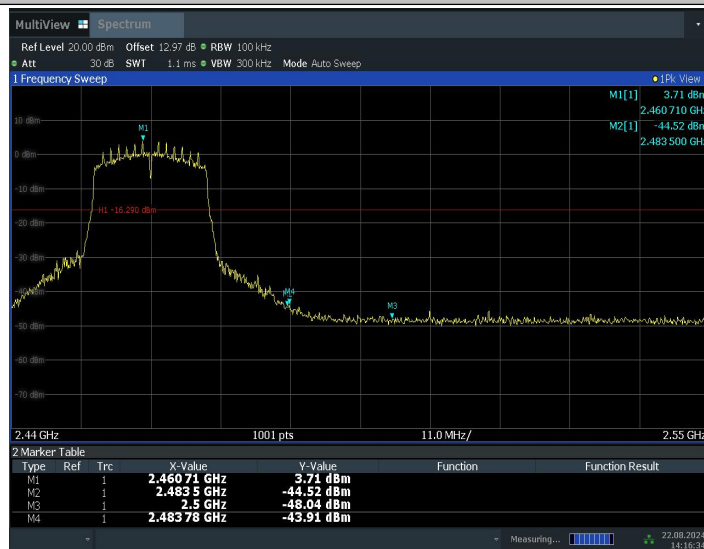 MultiView Spectrum
Ref Level 20.00 dBm Offset 12.97 dB RBW 100 kHz
Att 30 dB SWT 1.1 ms VBW 300 kHz Mode Auto Sweep
1 Frequency Sweep 1Pk View
M1[1] 3.71 dBm
2.460 710 GHz
M2[1] -44.52 dBm
2.483 500 GHz
10 dBm
M1
0 dBm
-10 dBm
H1 -16.290 dBm
-20 dBm
-30 dBm
-40 dBm
M4
M3
-50 dBm
-60 dBm
-70 dBm
2.44 GHz 1001 pts 11.0 MHz/ 2.55 GHz
2 Marker Table
Type Ref Trc X-Value Y-Value Function Function Result
M1 1 2.460 71 GHz 3.71 dBm
M2 1 2.483 5 GHz -44.52 dBm
M3 1 2.5 GHz -48.04 dBm
M4 1 2.483 78 GHz -43.91 dBm
Measuring... 22.08.2024
14:16:34